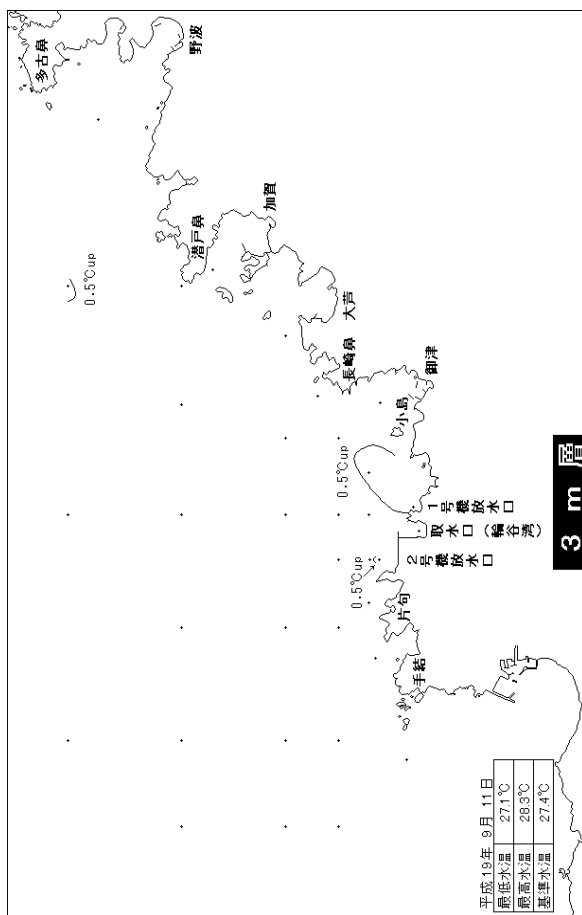 多古鼻
野波
0.5℃up
潜戸鼻
加賀
大芦
長崎鼻
御津
小島
0.5℃up
1号機放水口
取水口（輪谷湾）
2号機放水口
0.5℃up
片句
手結
3m層
平成19年 9月 11日
最低水温 27.1℃
最高水温 28.3℃
基準水温 27.4℃